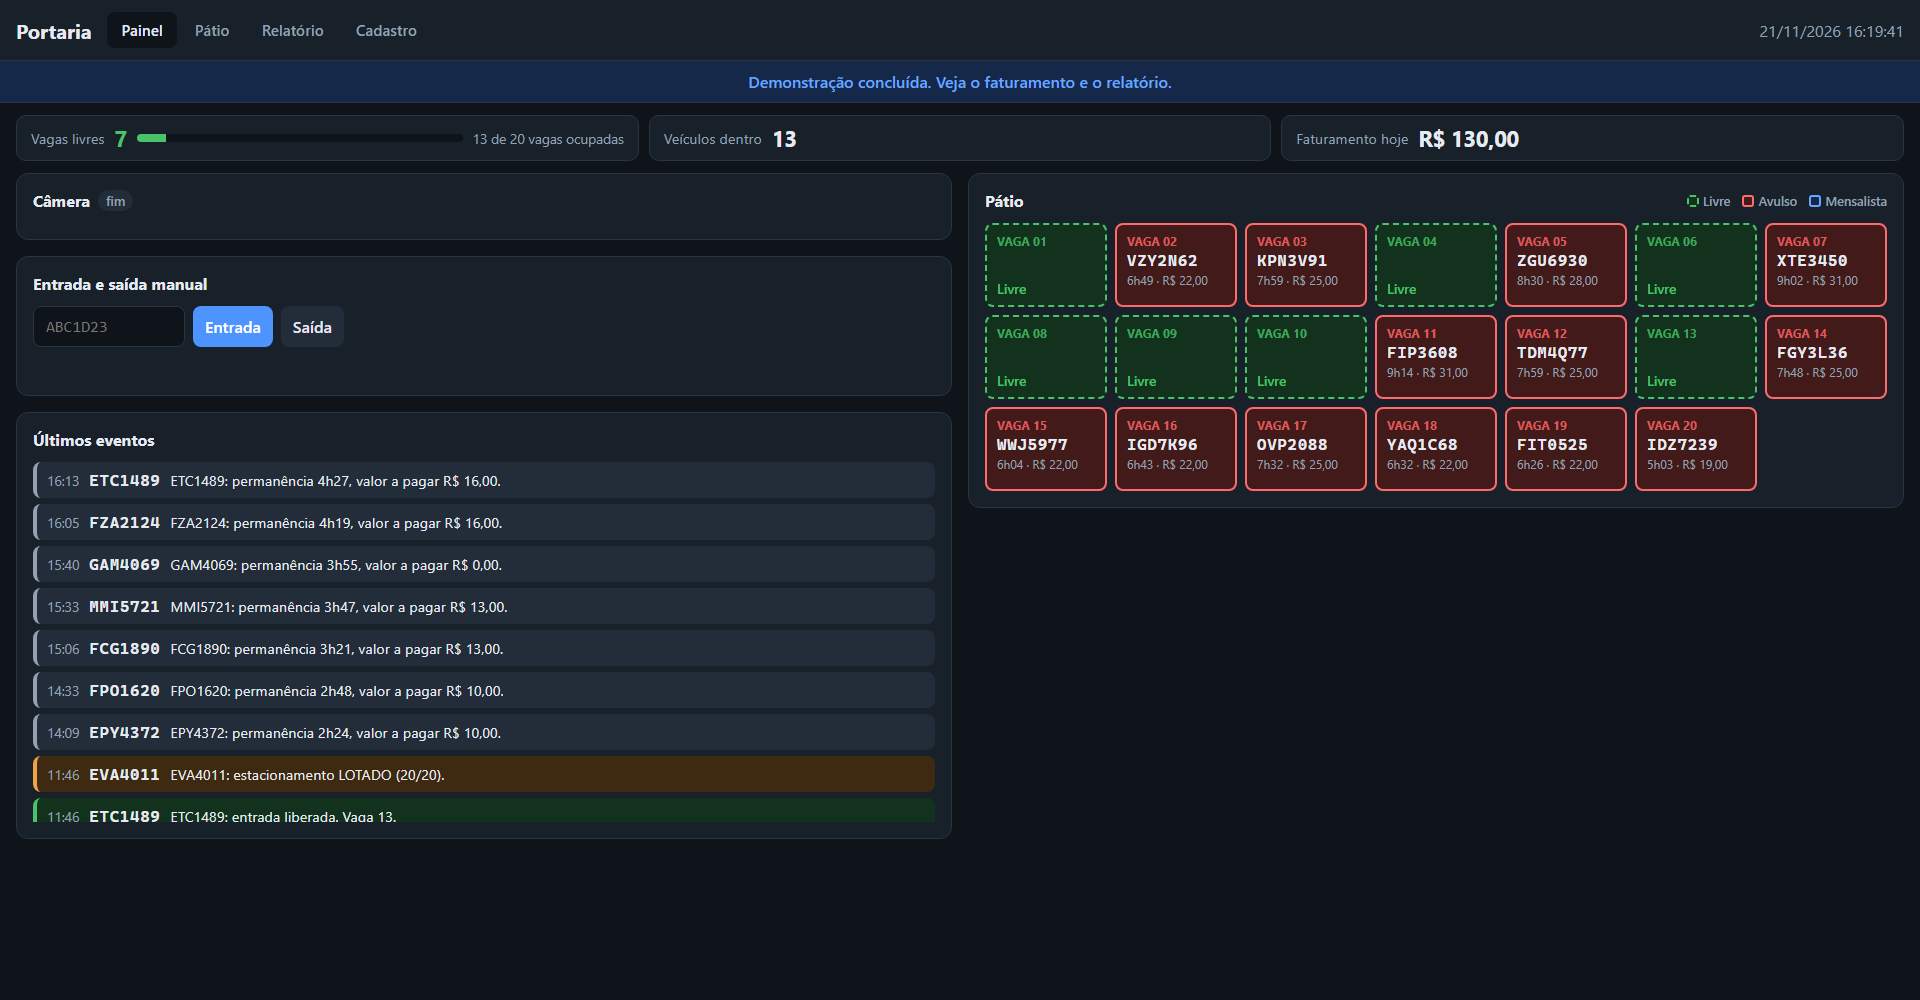 Portaria Painel Pátio Relatório Cadastro 21/11/2026 16:19:41
Demonstração concluída. Veja o faturamento e o relatório.
Vagas livres 7 13 de 20 vagas ocupadas
Veículos dentro 13
Faturamento hoje R$ 130,00
Câmera fim
Entrada e saída manual
ABC1D23 Entrada Saída
Últimos eventos
16:13 ETC1489 ETC1489: permanência 4h27, valor a pagar R$ 16,00.
16:05 FZA2124 FZA2124: permanência 4h19, valor a pagar R$ 16,00.
15:40 GAM4069 GAM4069: permanência 3h55, valor a pagar R$ 0,00.
15:33 MMI5721 MMI5721: permanência 3h47, valor a pagar R$ 13,00.
15:06 FCG1890 FCG1890: permanência 3h21, valor a pagar R$ 13,00.
14:33 FPO1620 FPO1620: permanência 2h48, valor a pagar R$ 10,00.
14:09 EPY4372 EPY4372: permanência 2h24, valor a pagar R$ 10,00.
11:46 EVA4011 EVA4011: estacionamento LOTADO (20/20).
11:46 ETC1489 ETC1489: entrada liberada. Vaga 13.
Pátio Livre Avulso Mensalista
VAGA 01
Livre
VAGA 02
VZY2N62
6h49 · R$ 22,00
VAGA 03
KPN3V91
7h59 · R$ 25,00
VAGA 04
Livre
VAGA 05
ZGU6930
8h30 · R$ 28,00
VAGA 06
Livre
VAGA 07
XTE3450
9h02 · R$ 31,00
VAGA 08
Livre
VAGA 09
Livre
VAGA 10
Livre
VAGA 11
FIP3608
9h14 · R$ 31,00
VAGA 12
TDM4Q77
7h59 · R$ 25,00
VAGA 13
Livre
VAGA 14
FGY3L36
7h48 · R$ 25,00
VAGA 15
WWJ5977
6h04 · R$ 22,00
VAGA 16
IGD7K96
6h43 · R$ 22,00
VAGA 17
OVP2088
7h32 · R$ 25,00
VAGA 18
YAQ1C68
6h32 · R$ 22,00
VAGA 19
FIT0525
6h26 · R$ 22,00
VAGA 20
IDZ7239
5h03 · R$ 19,00